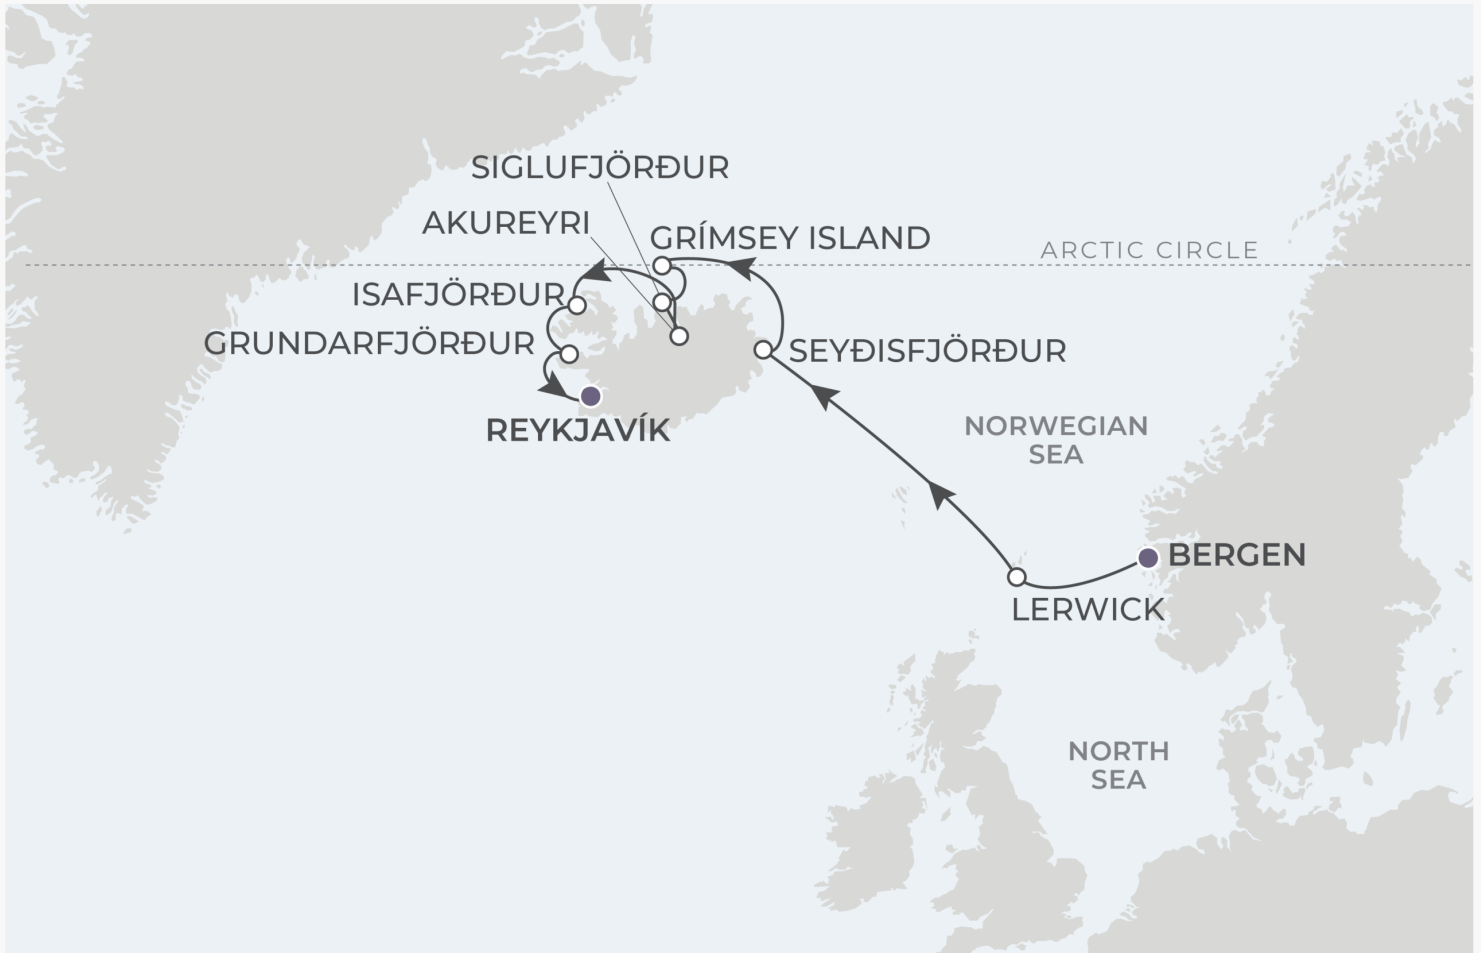 SIGLUFJÖRÐUR
AKUREYRI
GRÍMSEY ISLAND
ARCTIC CIRCLE
ISAFJÖRÐUR
GRUNDARFJÖRÐUR
SEYÐISFJÖRÐUR
REYKJAVÍK
NORWEGIAN
SEA
BERGEN
LERWICK
NORTH
SEA